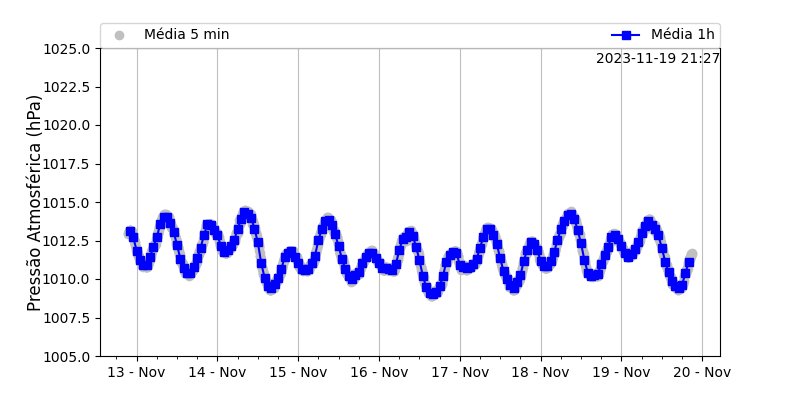 Média 5 min
Média 1h
2023-11-19 21:27
Pressão Atmosférica (hPa)
1025.0
1022.5
1020.0
1017.5
1015.0
1012.5
1010.0
1007.5
1005.0
13 - Nov
14 - Nov
15 - Nov
16 - Nov
17 - Nov
18 - Nov
19 - Nov
20 - Nov